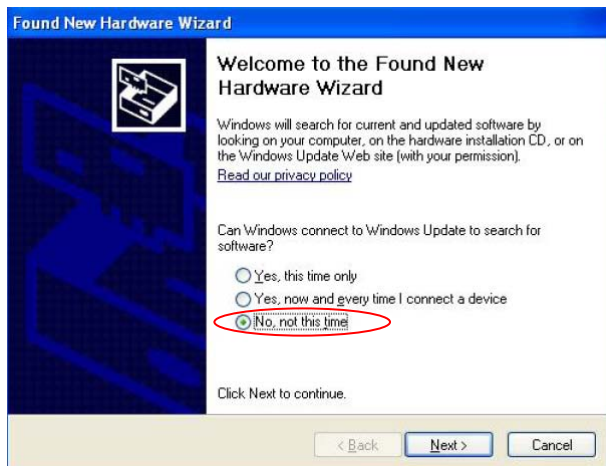 Found New Hardware Wizard
Welcome to the Found New
Hardware Wizard
Windows will search for current and updated software by
looking on your computer, on the hardware installation CD, or on
the Windows Update Web site (with your permission).
Read our privacy policy
Can Windows connect to Windows Update to search for
software?
Yes, this time only
Yes, now and every time I connect a device
No, not this time
Click Next to continue.
< Back
Next >
Cancel